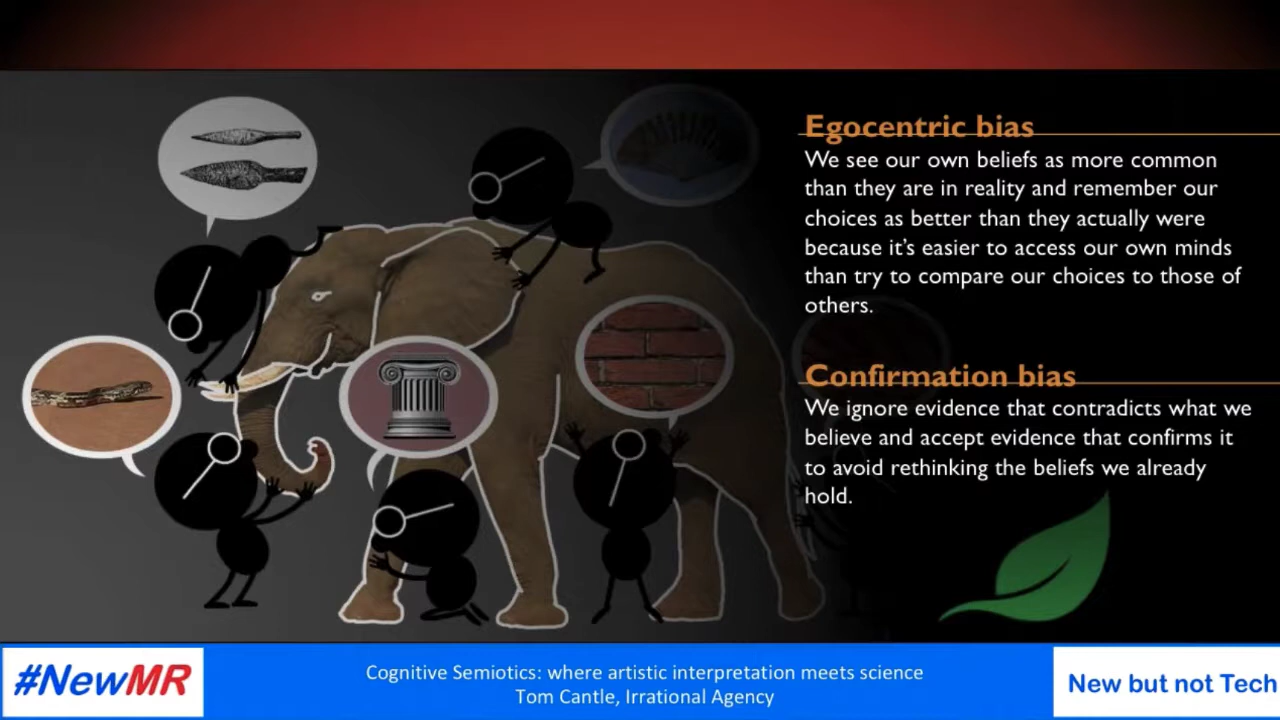 Egocentric bias
We see our own beliefs as more common
than they are in reality and remember our
choices as better than they actually were
because it's easier to access our own minds
than try to compare our choices to those of
others.
Confirmation bias
We ignore evidence that contradicts what we
believe and accept evidence that confirms it
to avoid rethinking the beliefs we already
hold.
#NewMR
Cognitive Semiotics: where artistic interpretation meets science
Tom Cantle, Irrational Agency
New but not Tech